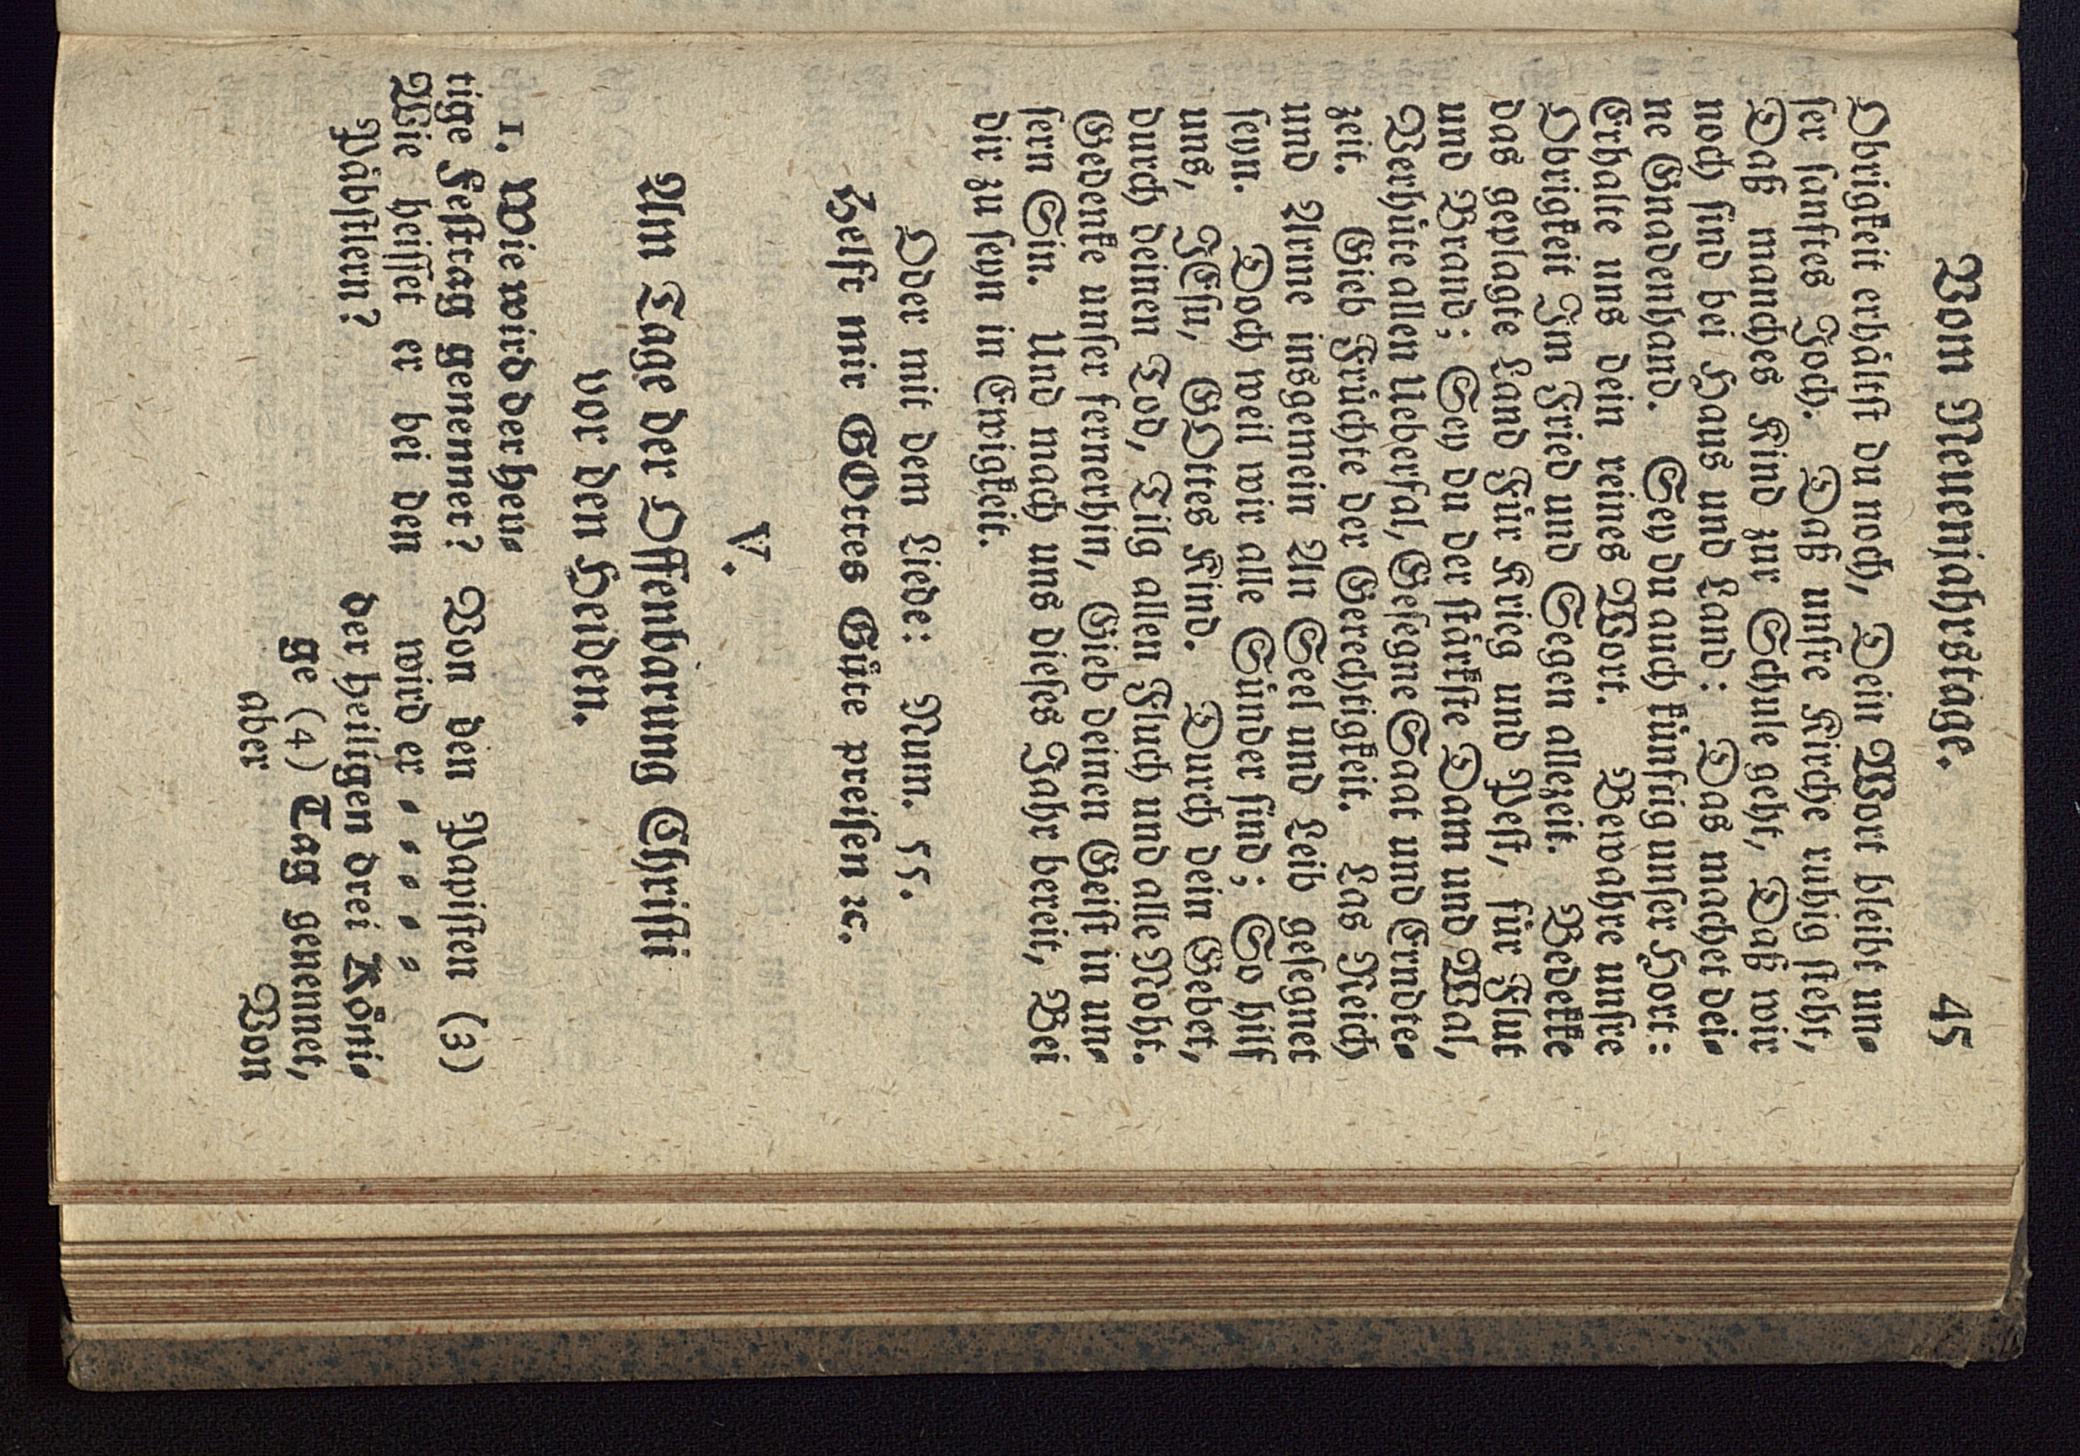 Vom Neuenjahrstage. 45
Obrigkeit erhältst du noch, Dein Wort bleibt un⸗
ser sanftes Joch. Daß unsre Kirche ruhig steht,
Daß manches Kind zur Schule geht, Daß wir
noch sind bei Haus und Land: Das machet dei⸗
ne Gnadenhand. Sey du auch künftig unser Hort:
Erhalte uns dein reines Wort. Bewahre unsre
Obrigkeit Im Fried und Segen allezeit. Bedekke
das geplagte Land Für Krieg und Pest, für Flut
und Brand; Sey du der stärkste Dam und Wal,
Verhüte allen Ueberfal, Gesegne Saat und Erndte⸗
zeit. Gieb Früchte der Gerechtigkeit. Las Reich
und Arme insgemein An Seel und Leib gesegnet
seyn. Doch weil wir alle Sünder sind; So hilf
uns, JEsu, GOttes Kind. Durch dein Gebet,
durch deinen Tod, Tilg allen Fluch und alle Noht.
Gedenke unser fernerhin, Gieb deinen Geist in un⸗
sern Sin. Und mach uns dieses Jahr bereit, Bei
dir zu seyn in Ewigkeit.
Oder mit dem Liede: Num. 55.
Helft mir GOttes Güte preisen ꝛc.
V.
Am Tage der Offenbarung Christi
vor den Heiden.
1. Wie wird der heu⸗
tige Festtag genennet?
Wie heisset er bei den
Päbstlern?
Von den Papisten (3)
wird er ⸗ ⸗ ⸗ ⸗ ⸗
der heiligen drei Köni⸗
ge (4) Tag genennet,
aber
Von